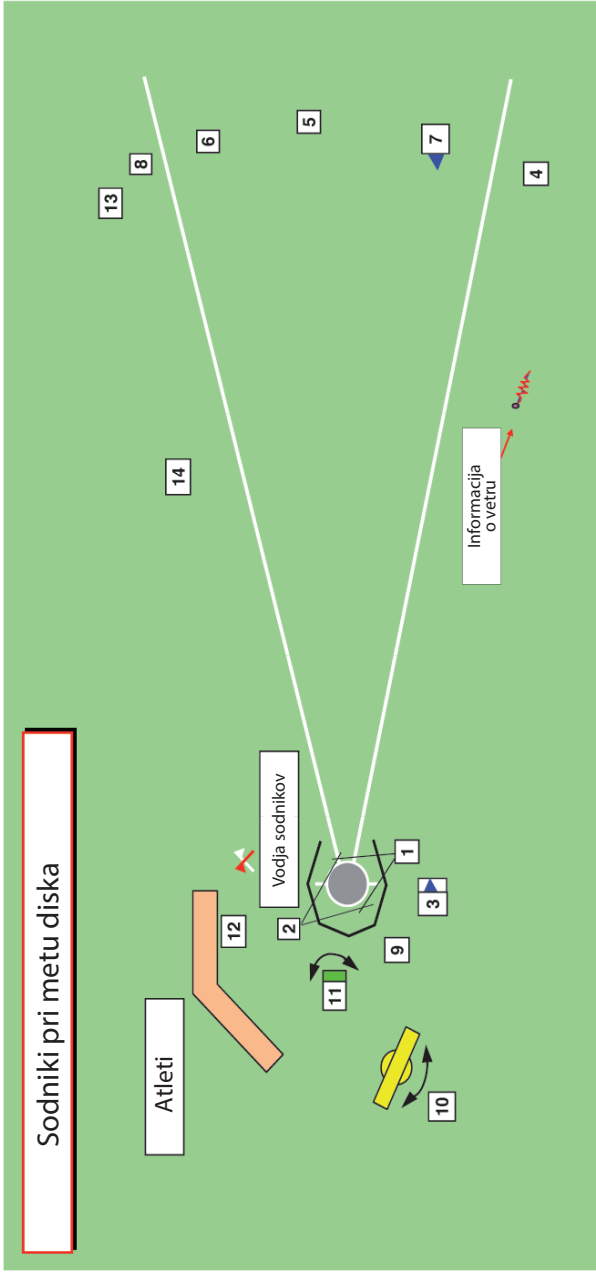 Sodniki pri metu diska
13
8
Atleti
14
6
12
Vodja sodnikov
2
5
11
9
1
3
7
10
Informacija
o vetru
4